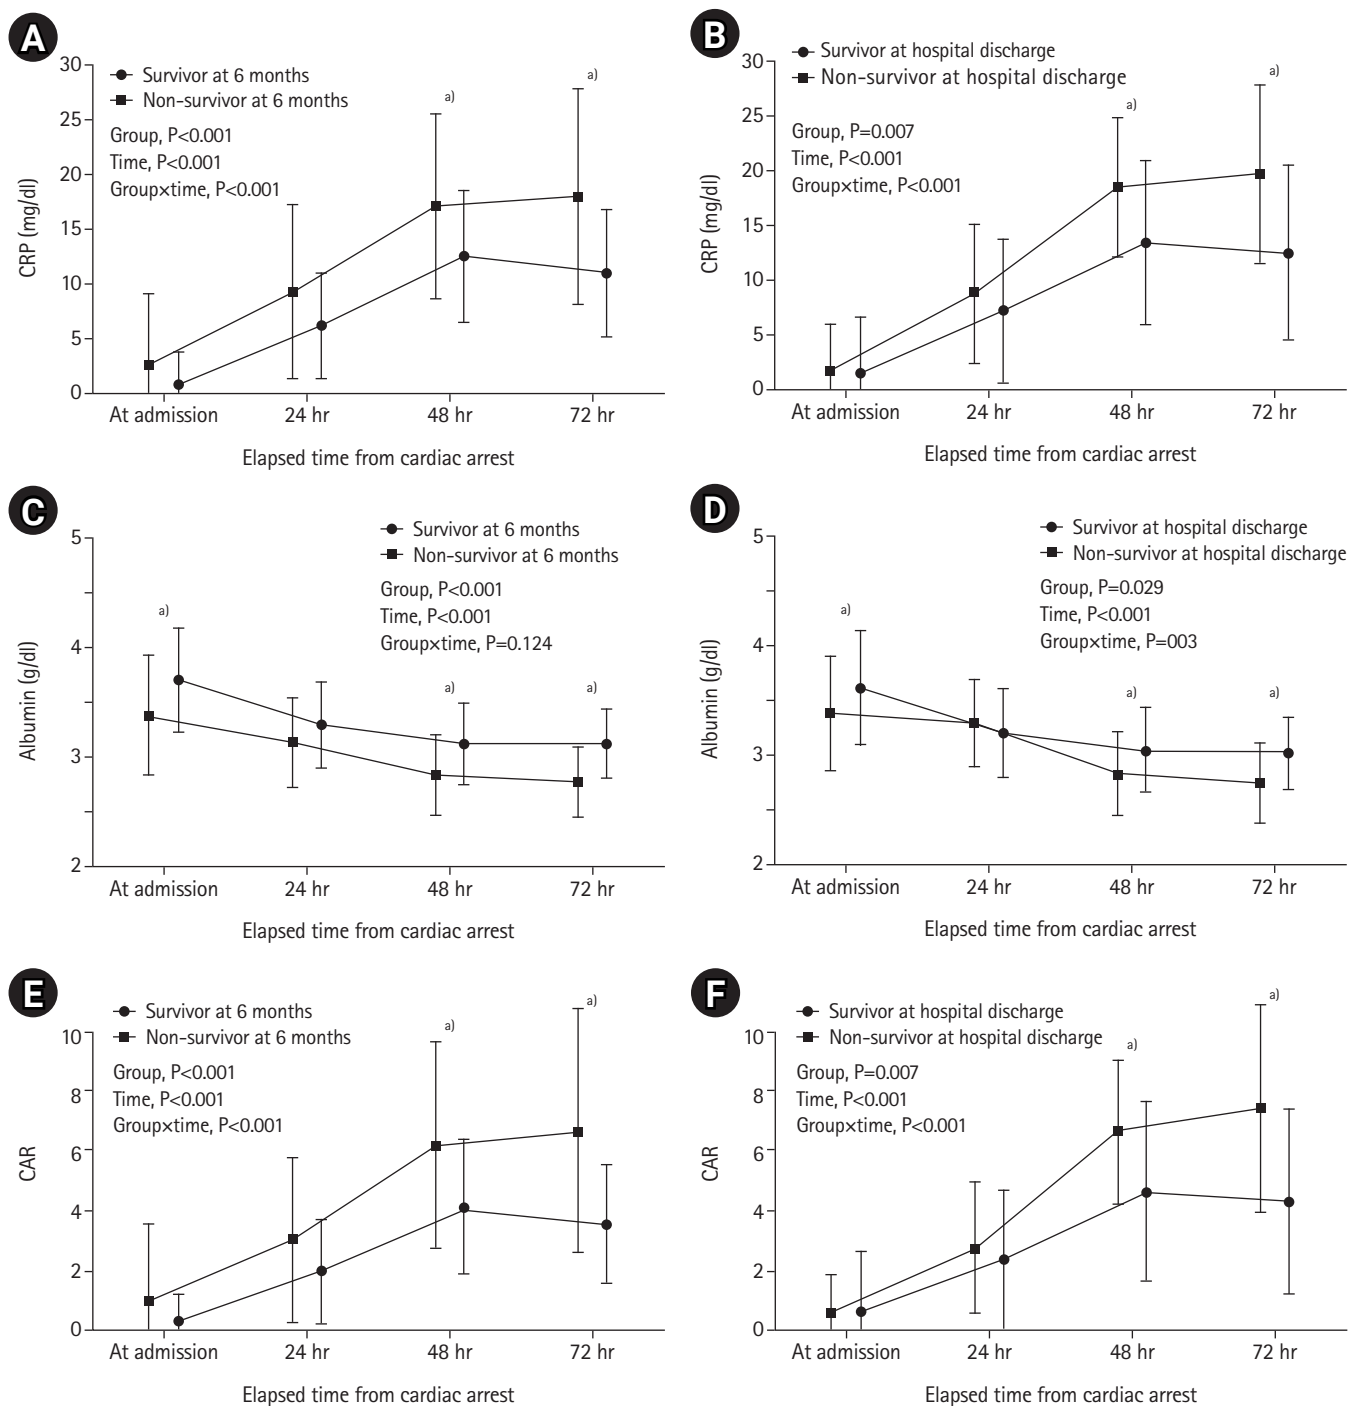 A
Survivor at 6 months
Non-survivor at 6 months
Group, P<0.001
Time, P<0.001
Group×time, P<0.001
a)
a)
CRP (mg/dl)
30
25
20
15
10
5
0
At admission 24 hr 48 hr 72 hr
Elapsed time from cardiac arrest
B
Survivor at hospital discharge
Non-survivor at hospital discharge
Group, P=0.007
Time, P<0.001
Group×time, P<0.001
a)
a)
CRP (mg/dl)
30
25
20
15
10
5
0
At admission 24 hr 48 hr 72 hr
Elapsed time from cardiac arrest
C
Survivor at 6 months
Non-survivor at 6 months
Group, P<0.001
Time, P<0.001
Group×time, P=0.124
a)
a)
a)
Albumin (g/dl)
5
4
3
2
At admission 24 hr 48 hr 72 hr
Elapsed time from cardiac arrest
D
Survivor at hospital discharge
Non-survivor at hospital discharge
Group, P=0.029
Time, P<0.001
Group×time, P=003
a)
a)
a)
Albumin (g/dl)
5
4
3
2
At admission 24 hr 48 hr 72 hr
Elapsed time from cardiac arrest
E
Survivor at 6 months
Non-survivor at 6 months
Group, P<0.001
Time, P<0.001
Group×time, P<0.001
a)
a)
CAR
10
8
6
4
2
0
At admission 24 hr 48 hr 72 hr
Elapsed time from cardiac arrest
F
Survivor at hospital discharge
Non-survivor at hospital discharge
Group, P=0.007
Time, P<0.001
Group×time, P<0.001
a)
a)
CAR
10
8
6
4
2
0
At admission 24 hr 48 hr 72 hr
Elapsed time from cardiac arrest